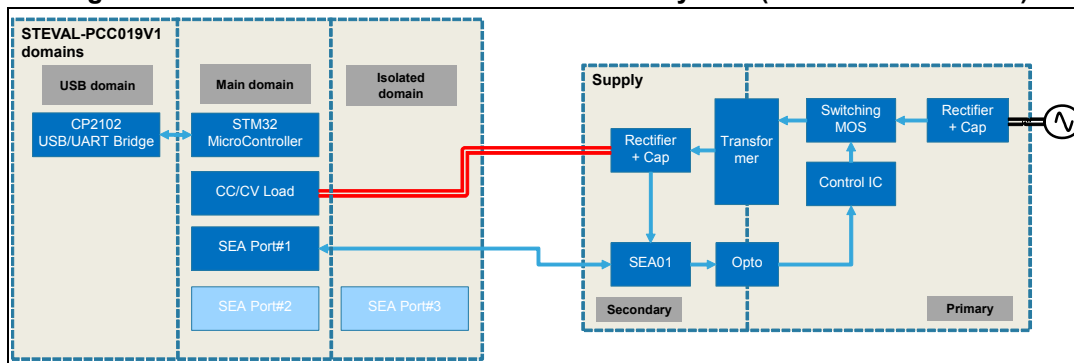 STEVAL-PCC019V1
domains
USB domain
Main domain
Isolated
domain
CP2102
USB/UART Bridge
STM32
MicroController
CC/CV Load
SEA Port#1
SEA Port#2
SEA Port#3
Supply
Rectifier
+ Cap
Transfor
mer
Switching
MOS
Rectifier
+ Cap
Control IC
SEA01
Opto
Secondary
Primary